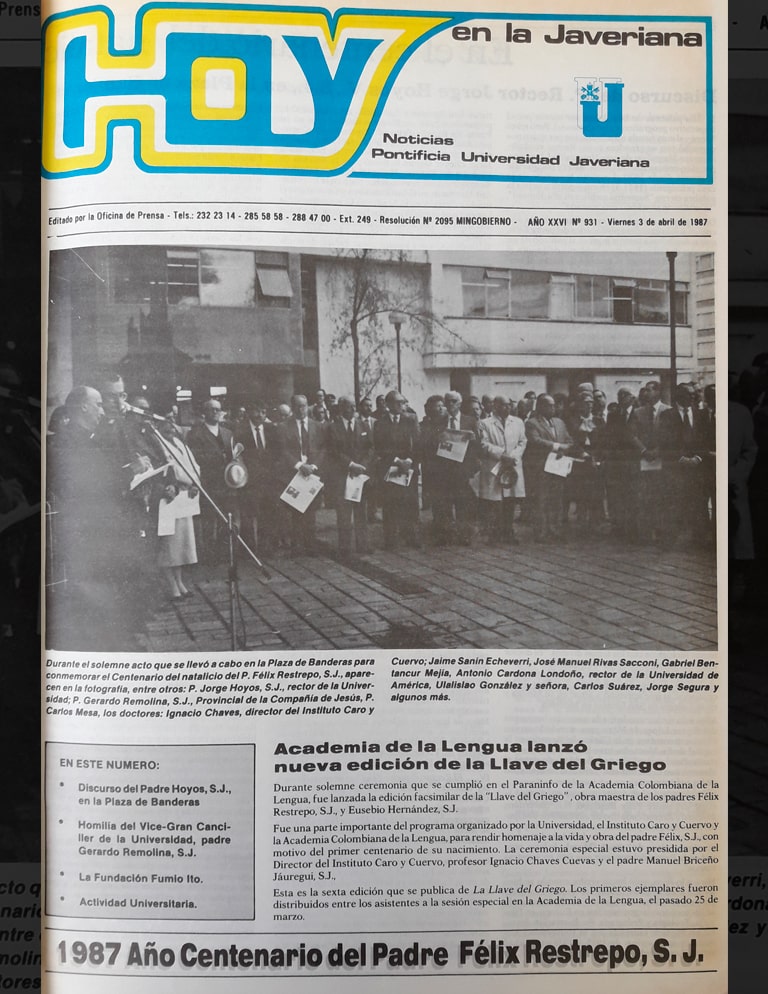 HOY
en la Javeriana
Noticias
Pontificia Universidad Javeriana
Editado por la Oficina de Prensa - Tels.: 232 23 14 - 285 58 58 - 288 47 00 - Ext. 249 - Resolución Nº 2095 MINGOBIERNO - AÑO XXVI Nº 931 - Viernes 3 de abril de 1987
Durante el solemne acto que se llevó a cabo en la Plaza de Banderas para
conmemorar el Centenario del natalicio del P. Félix Restrepo, S.J., apare-
cen en la fotografía, entre otros: P. Jorge Hoyos, S.J., rector de la Univer-
sidad; P. Gerardo Remolina, S.J., Provincial de la Compañía de Jesús, P.
Carlos Mesa, los doctores: Ignacio Chaves, director del Instituto Caro y
Cuervo; Jaime Sanín Echeverri, José Manuel Rivas Sacconi, Gabriel Ben-
tancur Mejía, Antonio Cardona Londoño, rector de la Universidad de
América, Ulalislao González y señora, Carlos Suárez, Jorge Segura y
algunos más.
EN ESTE NUMERO:
* Discurso del Padre Hoyos, S.J.,
en la Plaza de Banderas
* Homilía del Vice-Gran Canci-
ller de la Universidad, padre
Gerardo Remolina, S.J.
* La Fundación Fumio Ito.
* Actividad Universitaria.
Academia de la Lengua lanzó
nueva edición de la Llave del Griego
Durante solemne ceremonia que se cumplió en el Paraninfo de la Academia Colombiana de la
Lengua, fue lanzada la edición facsimilar de la "Llave del Griego", obra maestra de los padres Félix
Restrepo, S.J., y Eusebio Hernández, S.J.
Fue una parte importante del programa organizado por la Universidad, el Instituto Caro y Cuervo y
la Academia Colombiana de la Lengua, para rendir homenaje a la vida y obra del padre Félix, S.J., con
motivo del primer centenario de su nacimiento. La ceremonia especial estuvo presidida por el
Director del Instituto Caro y Cuervo, profesor Ignacio Chaves Cuevas y el padre Manuel Briceño
Jáuregui, S.J.,
Esta es la sexta edición que se publica de La Llave del Griego. Los primeros ejemplares fueron
distribuidos entre los asistentes a la sesión especial en la Academia de la Lengua, el pasado 25 de
marzo.
1987 Año Centenario del Padre Félix Restrepo, S. J.